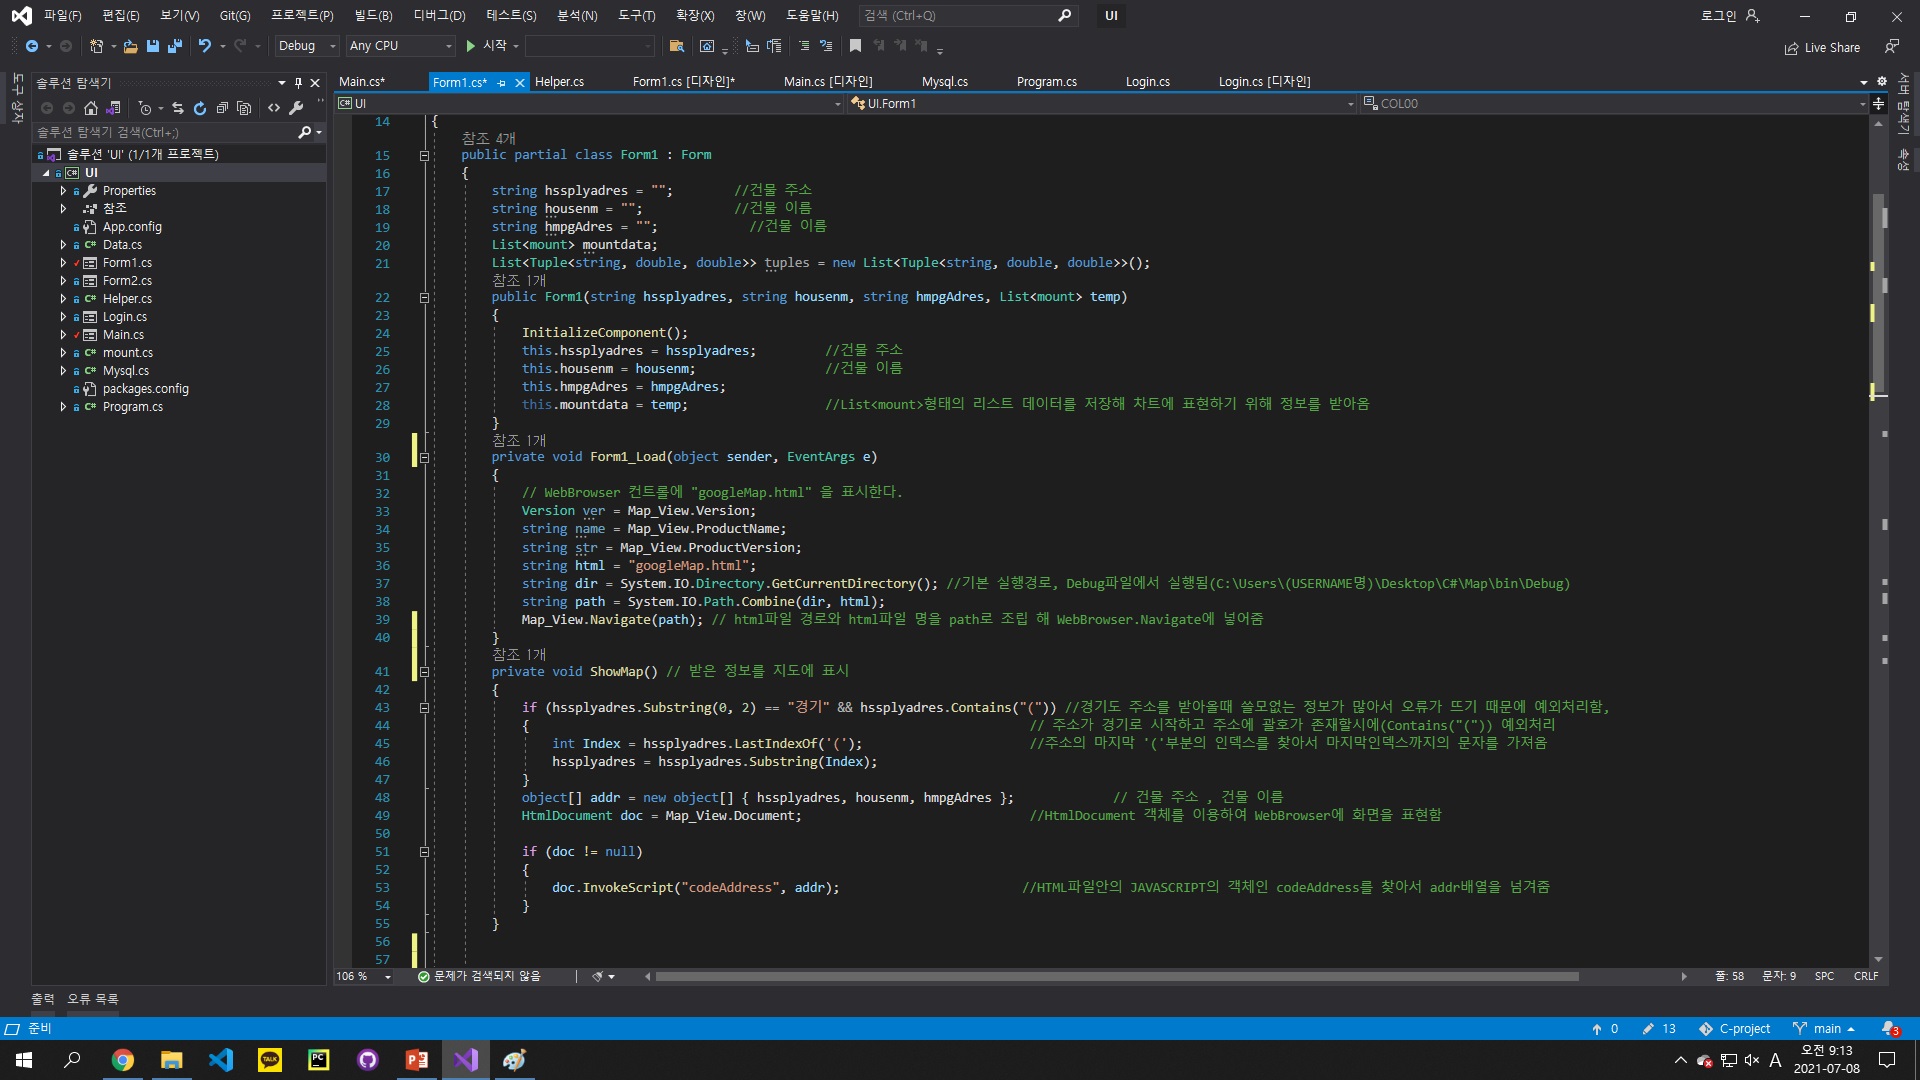 파일(F) 편집(E) 보기(V) Git(G) 프로젝트(P) 빌드(B) 디버그(D) 테스트(S) 분석(N) 도구(T) 확장(X) 창(W) 도움말(H) 검색 (Ctrl+Q) UI 로그인
Debug Any CPU 시작 Live Share
도구 상자
솔루션 탐색기
솔루션 탐색기 검색(Ctrl+;)
솔루션 'UI' (1/1개 프로젝트)
UI
Properties
참조
App.config
Data.cs
Form1.cs
Form2.cs
Helper.cs
Login.cs
Main.cs
mount.cs
Mysql.cs
packages.config
Program.cs
Main.cs* Form1.cs* Helper.cs Form1.cs [디자인]* Main.cs [디자인] Mysql.cs Program.cs Login.cs Login.cs [디자인]
UI UI.Form1 COL00
14 {
참조 4개
15 public partial class Form1 : Form
16 {
17 string hssplyadres = ""; //건물 주소
18 string housenm = ""; //건물 이름
19 string hmpgAdres = ""; //건물 이름
20 List<mount> mountdata;
21 List<Tuple<string, double, double>> tuples = new List<Tuple<string, double, double>>();
참조 1개
22 public Form1(string hssplyadres, string housenm, string hmpgAdres, List<mount> temp)
23 {
24 InitializeComponent();
25 this.hssplyadres = hssplyadres; //건물 주소
26 this.housenm = housenm; //건물 이름
27 this.hmpgAdres = hmpgAdres;
28 this.mountdata = temp; //List<mount>형태의 리스트 데이터를 저장해 차트에 표현하기 위해 정보를 받아옴
29 }
참조 1개
30 private void Form1_Load(object sender, EventArgs e)
31 {
32 // WebBrowser 컨트롤에 "googleMap.html" 을 표시한다.
33 Version ver = Map_View.Version;
34 string name = Map_View.ProductName;
35 string str = Map_View.ProductVersion;
36 string html = "googleMap.html";
37 string dir = System.IO.Directory.GetCurrentDirectory(); //기본 실행경로, Debug파일에서 실행됨(C:\Users\(USERNAME명)\Desktop\C#\Map\bin\Debug)
38 string path = System.IO.Path.Combine(dir, html);
39 Map_View.Navigate(path); // html파일 경로와 html파일 명을 path로 조립 해 WebBrowser.Navigate에 넣어줌
40 }
참조 1개
41 private void ShowMap() // 받은 정보를 지도에 표시
42 {
43 if (hssplyadres.Substring(0, 2) == "경기" && hssplyadres.Contains("(")) //경기도 주소를 받아올때 쓸모없는 정보가 많아서 오류가 뜨기 때문에 예외처리함,
44 { // 주소가 경기로 시작하고 주소에 괄호가 존재할시에(Contains("(")) 예외처리
45 int Index = hssplyadres.LastIndexOf('('); //주소의 마지막 '('부분의 인덱스를 찾아서 마지막인덱스까지의 문자를 가져옴
46 hssplyadres = hssplyadres.Substring(Index);
47 }
48 object[] addr = new object[] { hssplyadres, housenm, hmpgAdres }; // 건물 주소 , 건물 이름
49 HtmlDocument doc = Map_View.Document; //HtmlDocument 객체를 이용하여 WebBrowser에 화면을 표현함
50
51 if (doc != null)
52 {
53 doc.InvokeScript("codeAddress", addr); //HTML파일안의 JAVASCRIPT의 객체인 codeAddress를 찾아서 addr배열을 넘겨줌
54 }
55 }
56
57
서버 탐색기
속성
106 % 문제가 검색되지 않음 줄: 58 문자: 9 SPC CRLF
출력 오류 목록
준비 0 13 C-project main 3
TALK PC A 오전 9:13
2021-07-08